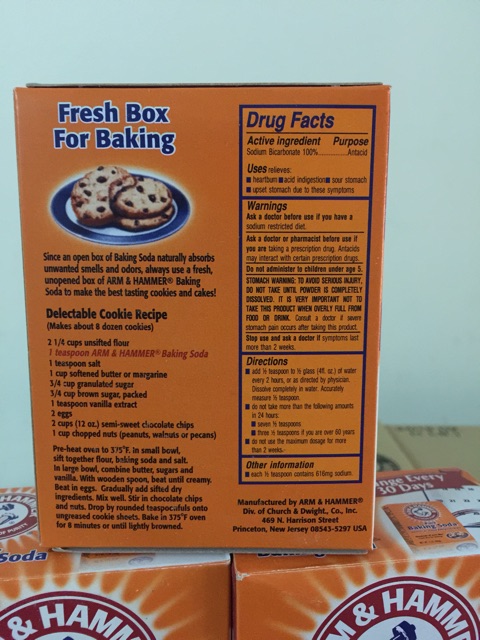 Fresh Box
For Baking
Since an open box of Baking Soda naturally absorbs
unwanted smells and odors, always use a fresh,
unopened box of ARM & HAMMER® Baking
Soda to make the best tasting cookies and cakes!
Delectable Cookie Recipe
(Makes about 8 dozen cookies)
2 1/4 cups unsifted flour
1 teaspoon ARM & HAMMER® Baking Soda
1 teaspoon salt
1 cup softened butter or margarine
3/4 cup granulated sugar
3/4 cup brown sugar, packed
1 teaspoon vanilla extract
2 eggs
2 cups (12 oz.) semi-sweet chocolate chips
1 cup chopped nuts (peanuts, walnuts or pecans)
Pre-heat oven to 375°F. In small bowl,
sift together flour, baking soda and salt.
In large bowl, combine butter, sugars and
vanilla. With wooden spoon, beat until creamy.
Beat in eggs. Gradually add sifted dry
ingredients. Mix well. Stir in chocolate chips
and nuts. Drop by rounded teaspoonfuls onto
ungreased cookie sheets. Bake in 375°F oven
for 8 minutes or until lightly browned.
Drug Facts
Active ingredient Purpose
Sodium Bicarbonate 100%..........Antacid
Uses relieves:
■ heartburn ■ acid indigestion ■ sour stomach
■ upset stomach due to these symptoms
Warnings
Ask a doctor before use if you have a
sodium restricted diet.
Ask a doctor or pharmacist before use if
you are taking a prescription drug. Antacids
may interact with certain prescription drugs.
Do not administer to children under age 5.
STOMACH WARNING: TO AVOID SERIOUS INJURY,
DO NOT TAKE UNTIL POWDER IS COMPLETELY
DISSOLVED. IT IS VERY IMPORTANT NOT TO
TAKE THIS PRODUCT WHEN OVERLY FULL FROM
FOOD OR DRINK. Consult a doctor if severe
stomach pain occurs after taking this product.
Stop use and ask a doctor if symptoms last
more than 2 weeks.
Directions
■ add ½ teaspoon to ½ glass (4 fl. oz.) of water
every 2 hours, or as directed by physician.
Dissolve completely in water. Accurately
measure ½ teaspoon.
■ do not take more than the following amounts
in 24 hours:
■ seven ½ teaspoons
■ three ½ teaspoons if you are over 60 years
■ do not use the maximum dosage for more
than 2 weeks.
Other information
■ each ½ teaspoon contains 616mg sodium.
Manufactured by ARM & HAMMER®
Div. of Church & Dwight, Co., Inc.
469 N. Harrison Street
Princeton, New Jersey 08543-5297 USA
Soda
nge Every
30 Days
Baking Soda
& HAMM
M & HAMM